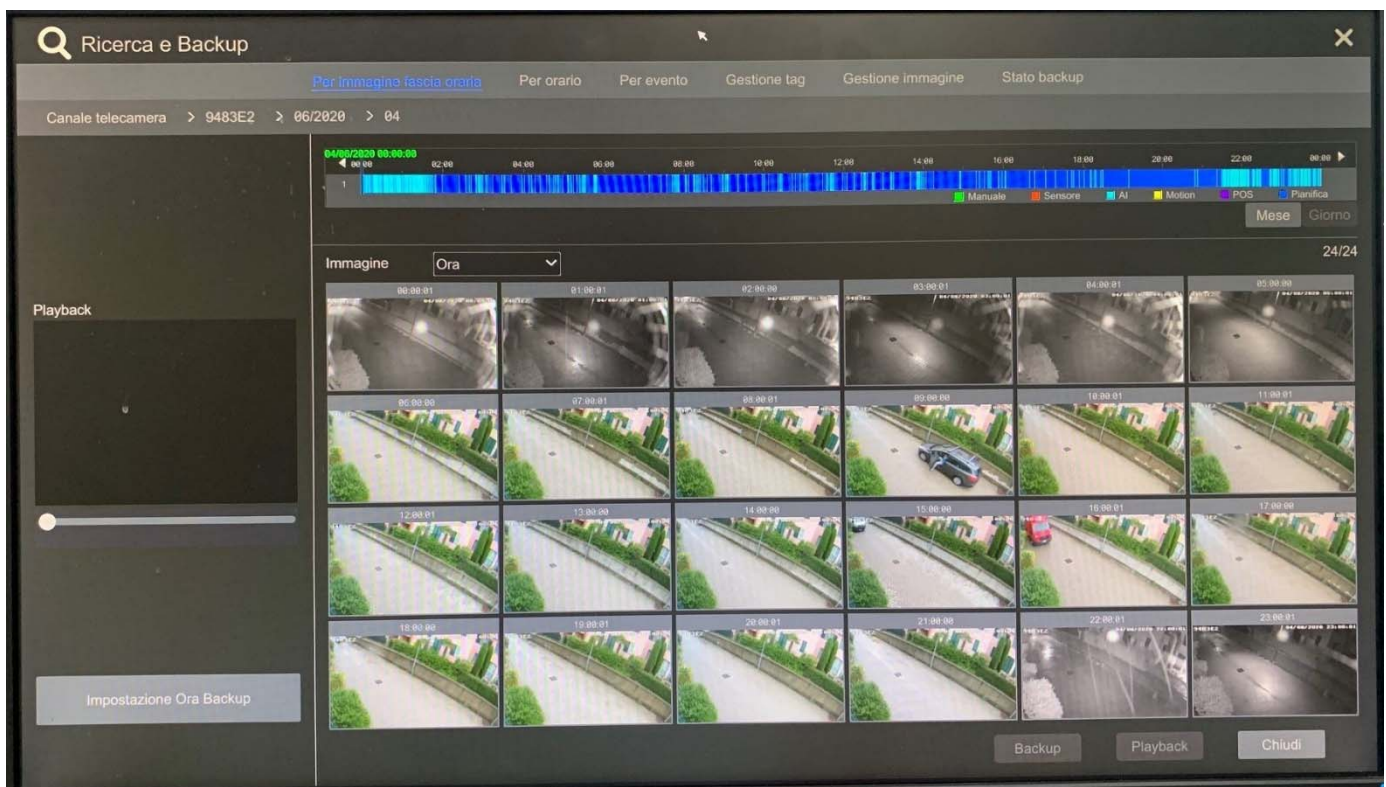 Ricerca e Backup
Per immagine fascia oraria
Per orario
Per evento
Gestione tag
Gestione immagine
Stato backup
Canale telecamera > 9483E2 > 06/2020 > 04
04/06/2020 00:00:00
00:00 02:00 04:00 06:00 08:00 10:00 12:00 14:00 16:00 18:00 20:00 22:00 00:00
1
Manuale Sensore AI Motion POS Pianifica
Mese Giorno
Immagine Ora
24/24
Playback
00:00:01 01:00:01 02:00:00 03:00:01 04:00:01 05:00:00
06:00:00 07:00:01 08:00:01 09:00:00 10:00:01 11:00:01
12:00:01 13:00:00 14:00:00 15:00:00 16:00:01 17:00:00
18:00:00 19:00:01 20:00:01 21:00:00 22:00:01 23:00:01
Impostazione Ora Backup
Backup Playback Chiudi